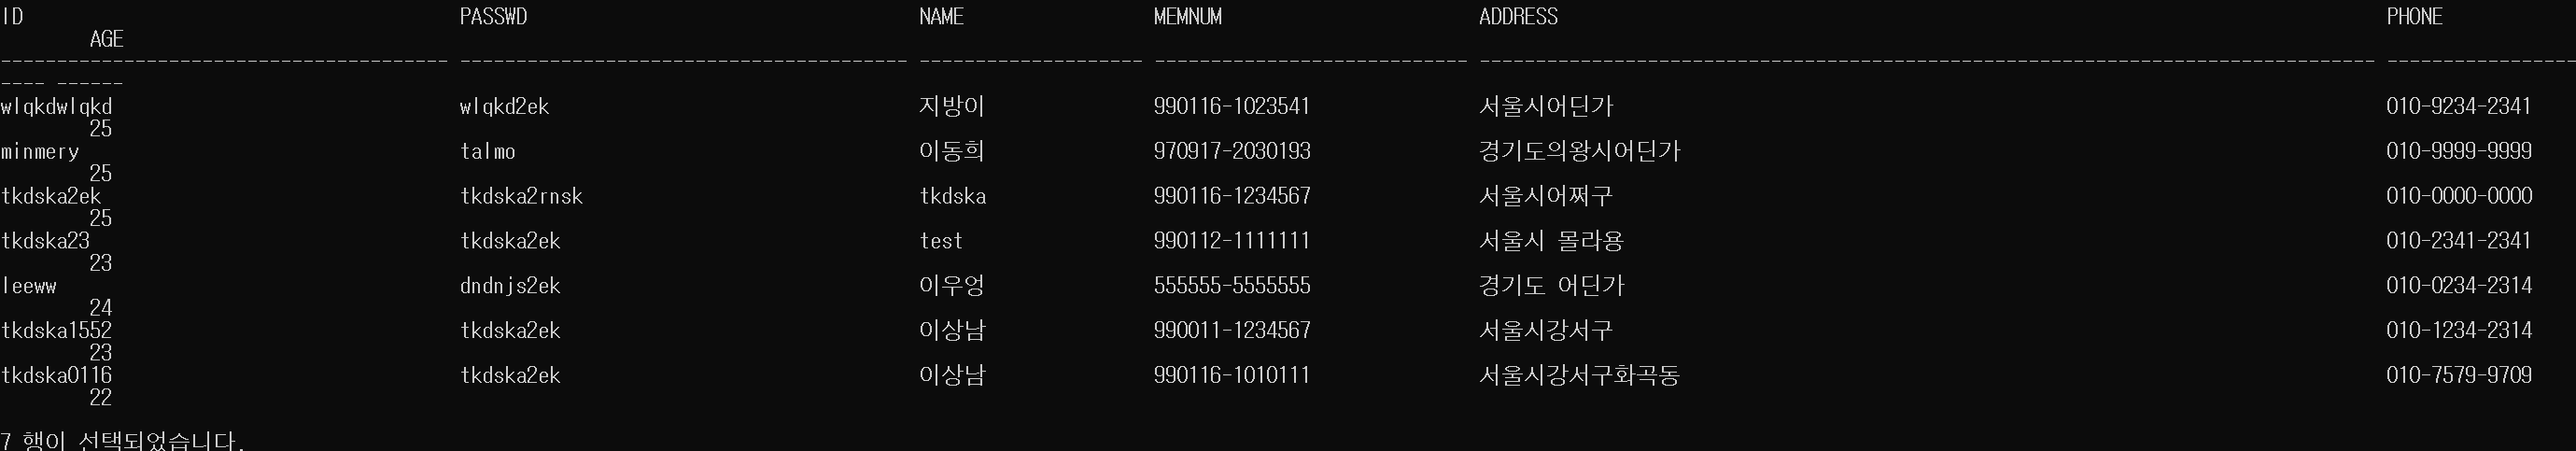 ID PASSWD NAME MEMNUM ADDRESS PHONE
AGE
---------------------------------------- ---------------------------------------- -------------------- ---------------------------- -------------------------------------------------------------------------------- ----------------
---- ------
wlqkdwlqkd wlqkd2ek 지방이 990116-1023541 서울시어딘가 010-9234-2341
25
minmery talmo 이동희 970917-2030193 경기도의왕시어딘가 010-9999-9999
25
tkdska2ek tkdska2rnsk tkdska 990116-1234567 서울시어쩌구 010-0000-0000
25
tkdska23 tkdska2ek test 990112-1111111 서울시 몰라용 010-2341-2341
23
leeww dndnjs2ek 이우엉 555555-5555555 경기도 어딘가 010-0234-2314
24
tkdska1552 tkdska2ek 이상남 990011-1234567 서울시강서구 010-1234-2314
23
tkdska0116 tkdska2ek 이상남 990116-1010111 서울시강서구화곡동 010-7579-9709
22
7 행이 선택되었습니다.